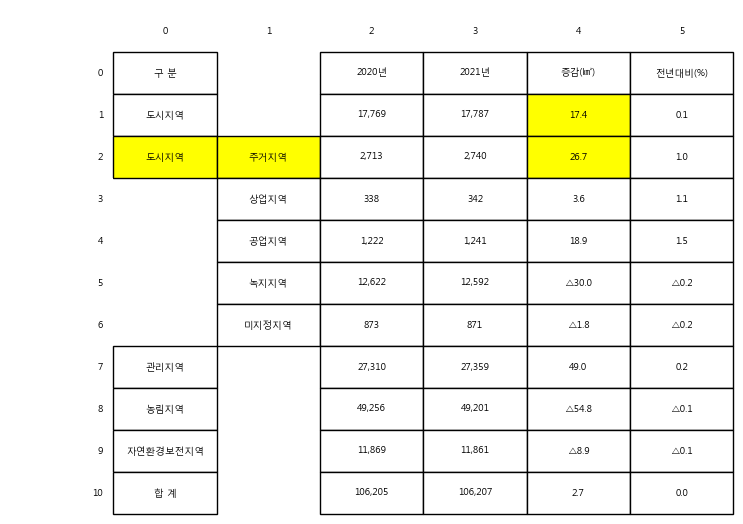 0 1 2 3 4 5
0 구 분 2020년 2021년 증감(㎢) 전년대비(%)
1 도시지역 17,769 17,787 17.4 0.1
2 도시지역 주거지역 2,713 2,740 26.7 1.0
3 상업지역 338 342 3.6 1.1
4 공업지역 1,222 1,241 18.9 1.5
5 녹지지역 12,622 12,592 △30.0 △0.2
6 미지정지역 873 871 △1.8 △0.2
7 관리지역 27,310 27,359 49.0 0.2
8 농림지역 49,256 49,201 △54.8 △0.1
9 자연환경보전지역 11,869 11,861 △8.9 △0.1
10 합 계 106,205 106,207 2.7 0.0